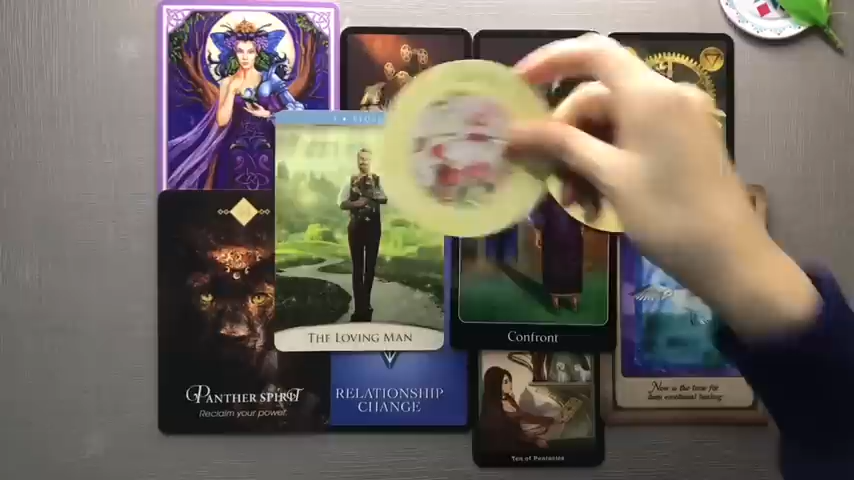 THE LOVING MAN
Confront
PANTHER SPIRIT
Reclaim your power
RELATIONSHIP
CHANGE
Now is the time for
deep emotional healing
Ten of Pentacles